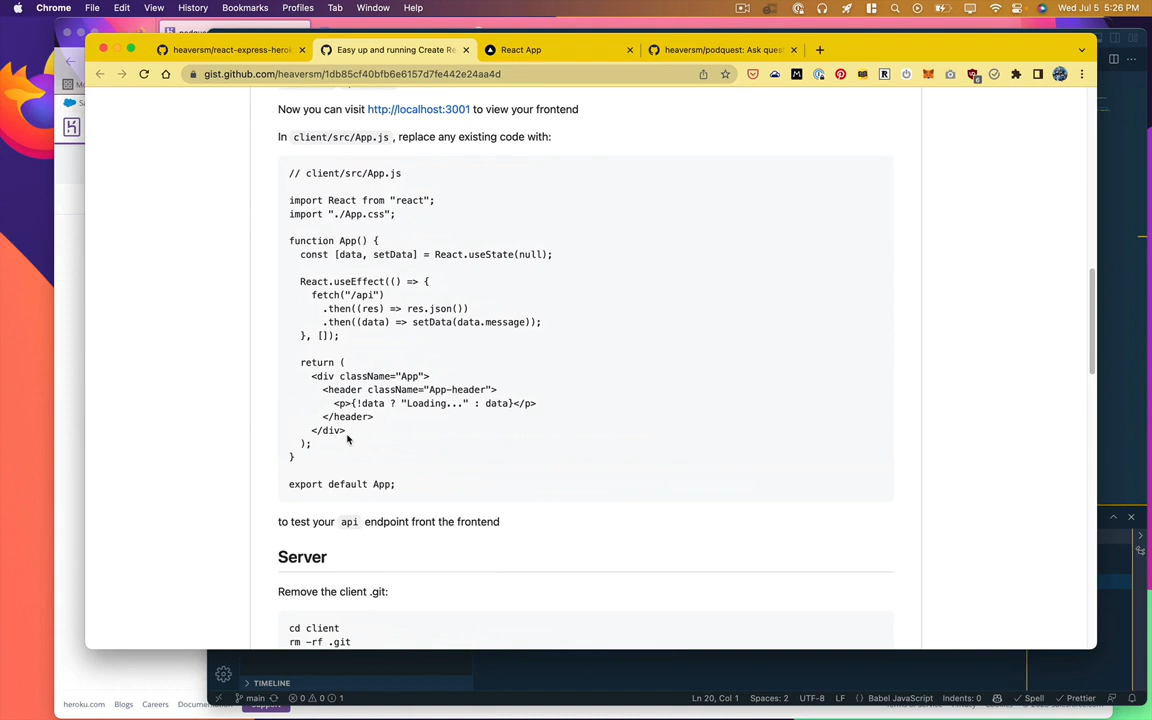 Chrome File Edit View History Bookmarks Profiles Tab Window Help Wed Jul 5 5:26 PM
heaversm/react-express-herok Easy up and running Create Re React App heaversm/podquest: Ask ques
gist.github.com/heaversm/1db85cf40bfb6e6157d7fe442e24aa4d
Now you can visit http://localhost:3001 to view your frontend
In client/src/App.js , replace any existing code with:
// client/src/App.js
import React from "react";
import "./App.css";
function App() {
const [data, setData] = React.useState(null);
React.useEffect(() => {
fetch("/api")
.then((res) => res.json())
.then((data) => setData(data.message));
}, []);
return (
<div className="App">
<header className="App-header">
<p>{!data ? "Loading..." : data}</p>
</header>
</div>
);
}
export default App;
to test your api endpoint front the frontend
Server
Remove the client .git:
cd client
rm -rf .git
TIMELINE
main 0 0 1 Ln 20, Col 1 Spaces: 2 UTF-8 LF Babel JavaScript Indents: 0 Spell Prettier
heroku.com Blogs Careers